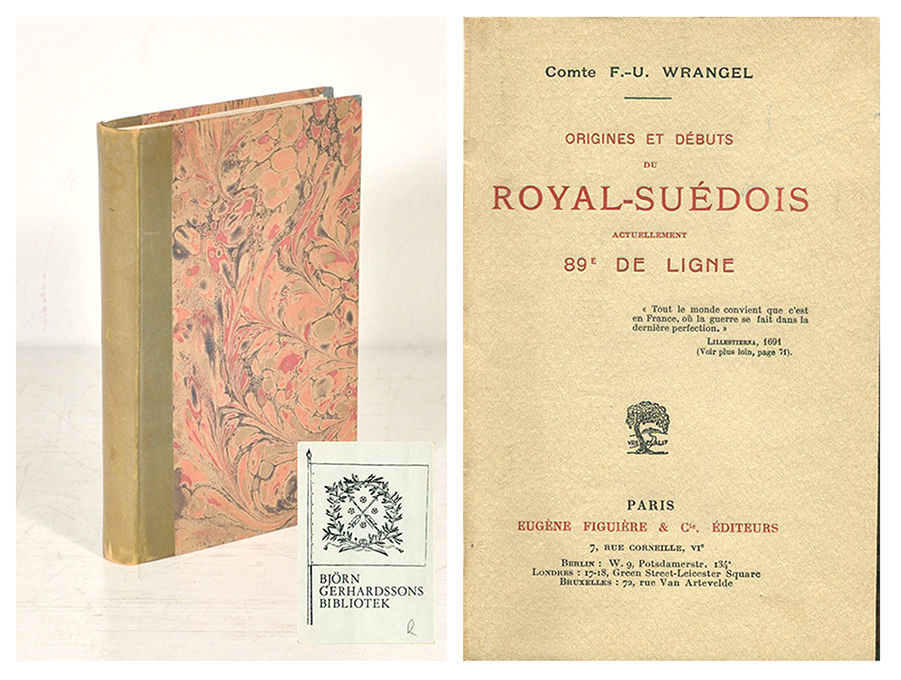 BJÖRN
GERHARDSSONS
BIBLIOTEK
R
Comte F.-U. WRANGEL
ORIGINES ET DÉBUTS
DU
ROYAL-SUÉDOIS
ACTUELLEMENT
89E DE LIGNE
« Tout le monde convient que c'est
en France, où la guerre se fait dans la
dernière perfection. »
LILLESTIERNA, 1691
(Voir plus loin, page 71).
PARIS
EUGÈNE FIGUIÈRE & Cie, ÉDITEURS
7, RUE CORNEILLE, VIe
BERLIN : W. 9, Potsdamerstr. 134a
LONDRES : 17-18, Green Street-Leicester Square
BRUXELLES : 72, rue Van Artevelde